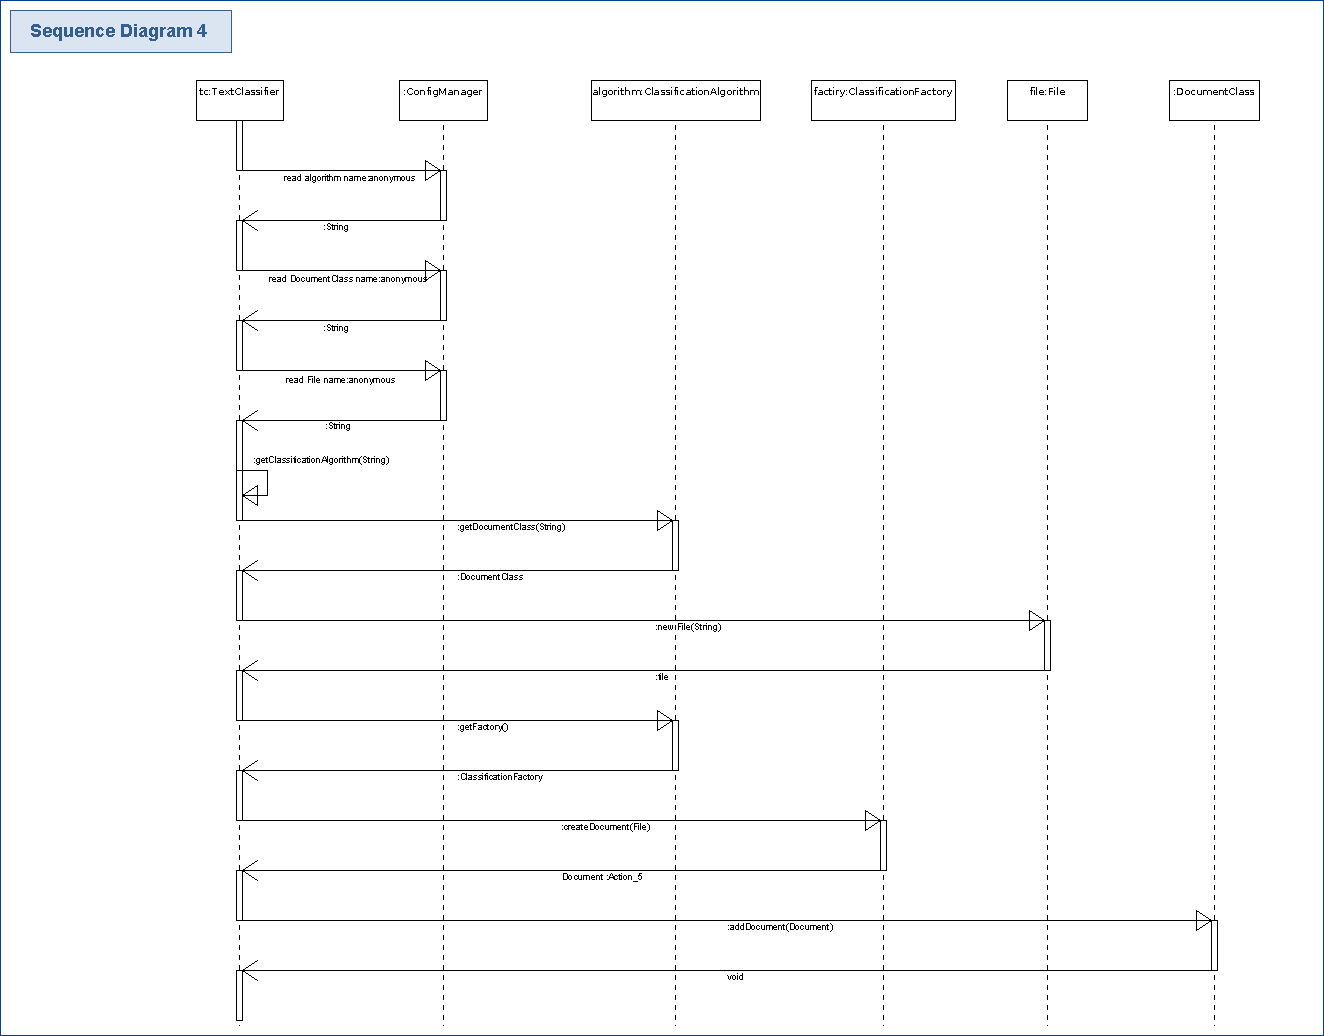 Sequence Diagram 4
tc:TextClassifier
:ConfigManager
algorithm:ClassificationAlgorithm
factiry:ClassificationFactory
file:File
:DocumentClass
read algorithm name:anonymous
:String
read DocumentClass name:anonymous
:String
read File name:anonymous
:String
:getClassificationAlgorithm(String)
:getDocumentClass(String)
:DocumentClass
:new File(String)
:file
:getFactory()
:ClassificationFactory
:createDocument(File)
Document :Action_5
:addDocument(Document)
void